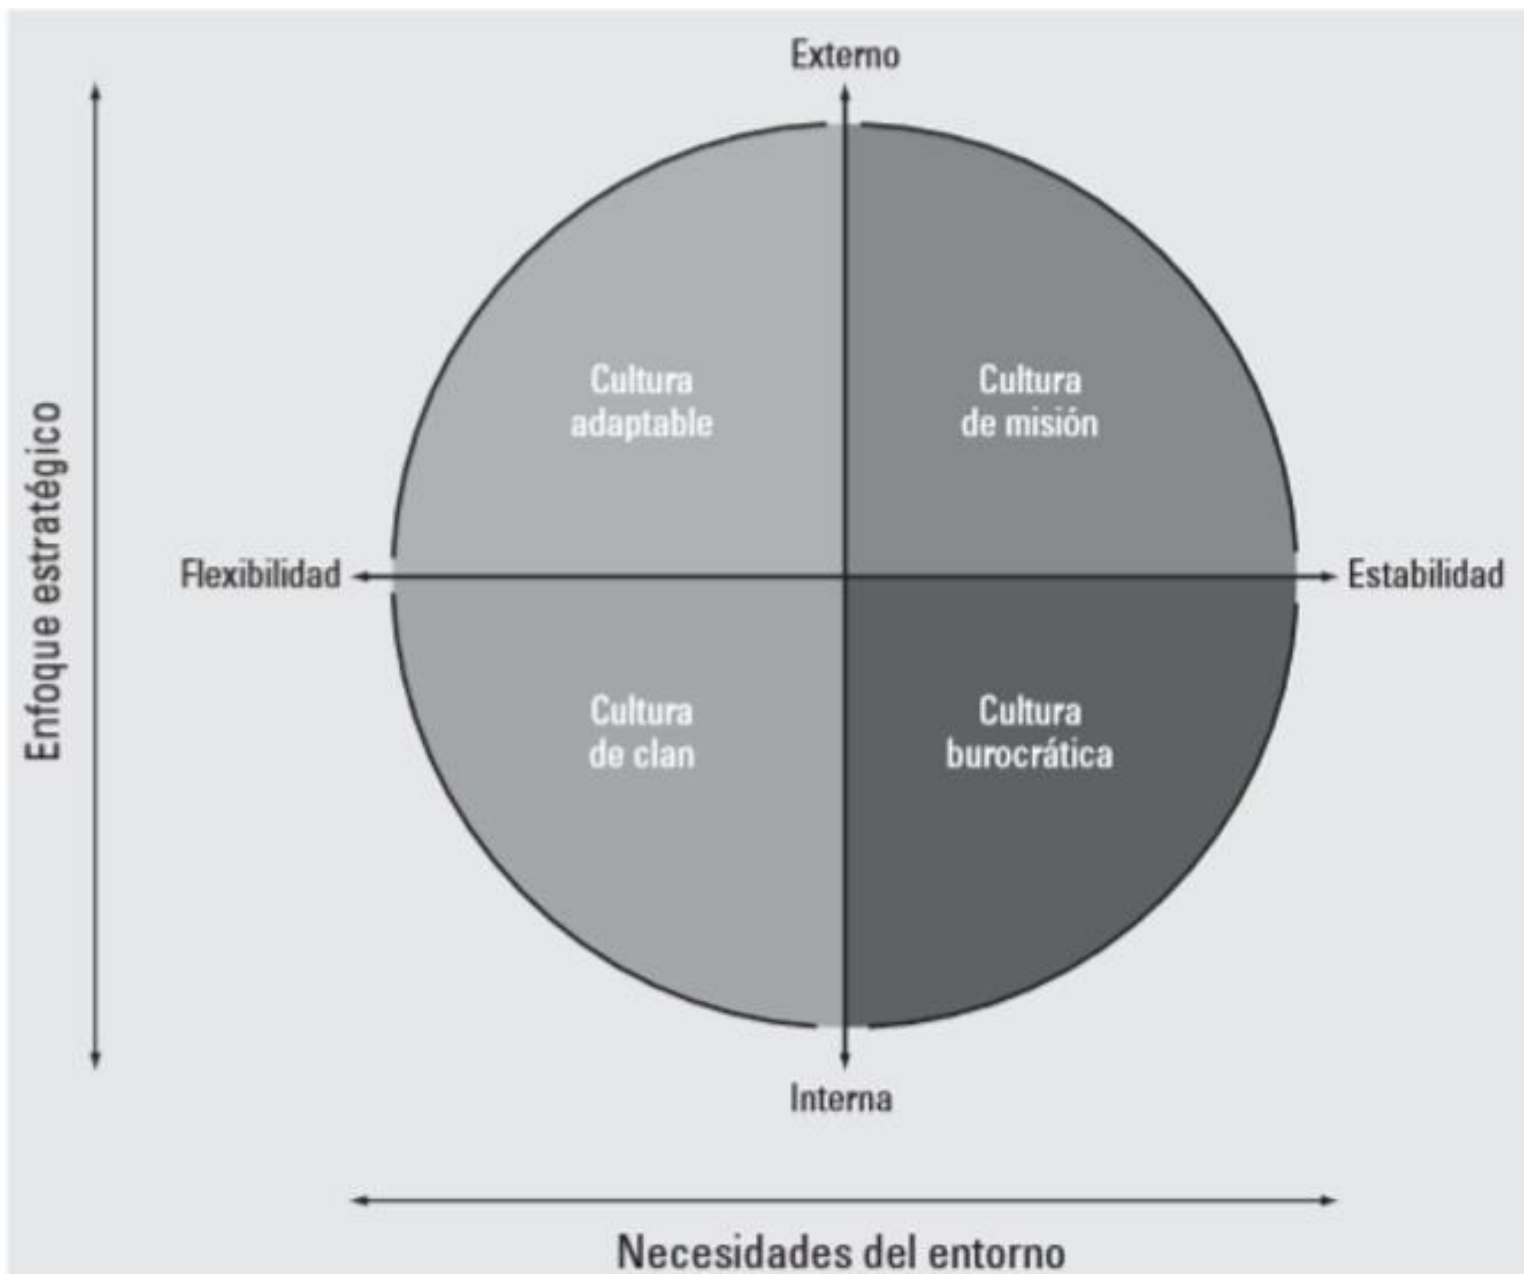 Externo
Cultura
adaptable
Cultura
de misión
Enfoque estratégico
Flexibilidad
Estabilidad
Cultura
de clan
Cultura
burocrática
Interna
Necesidades del entorno